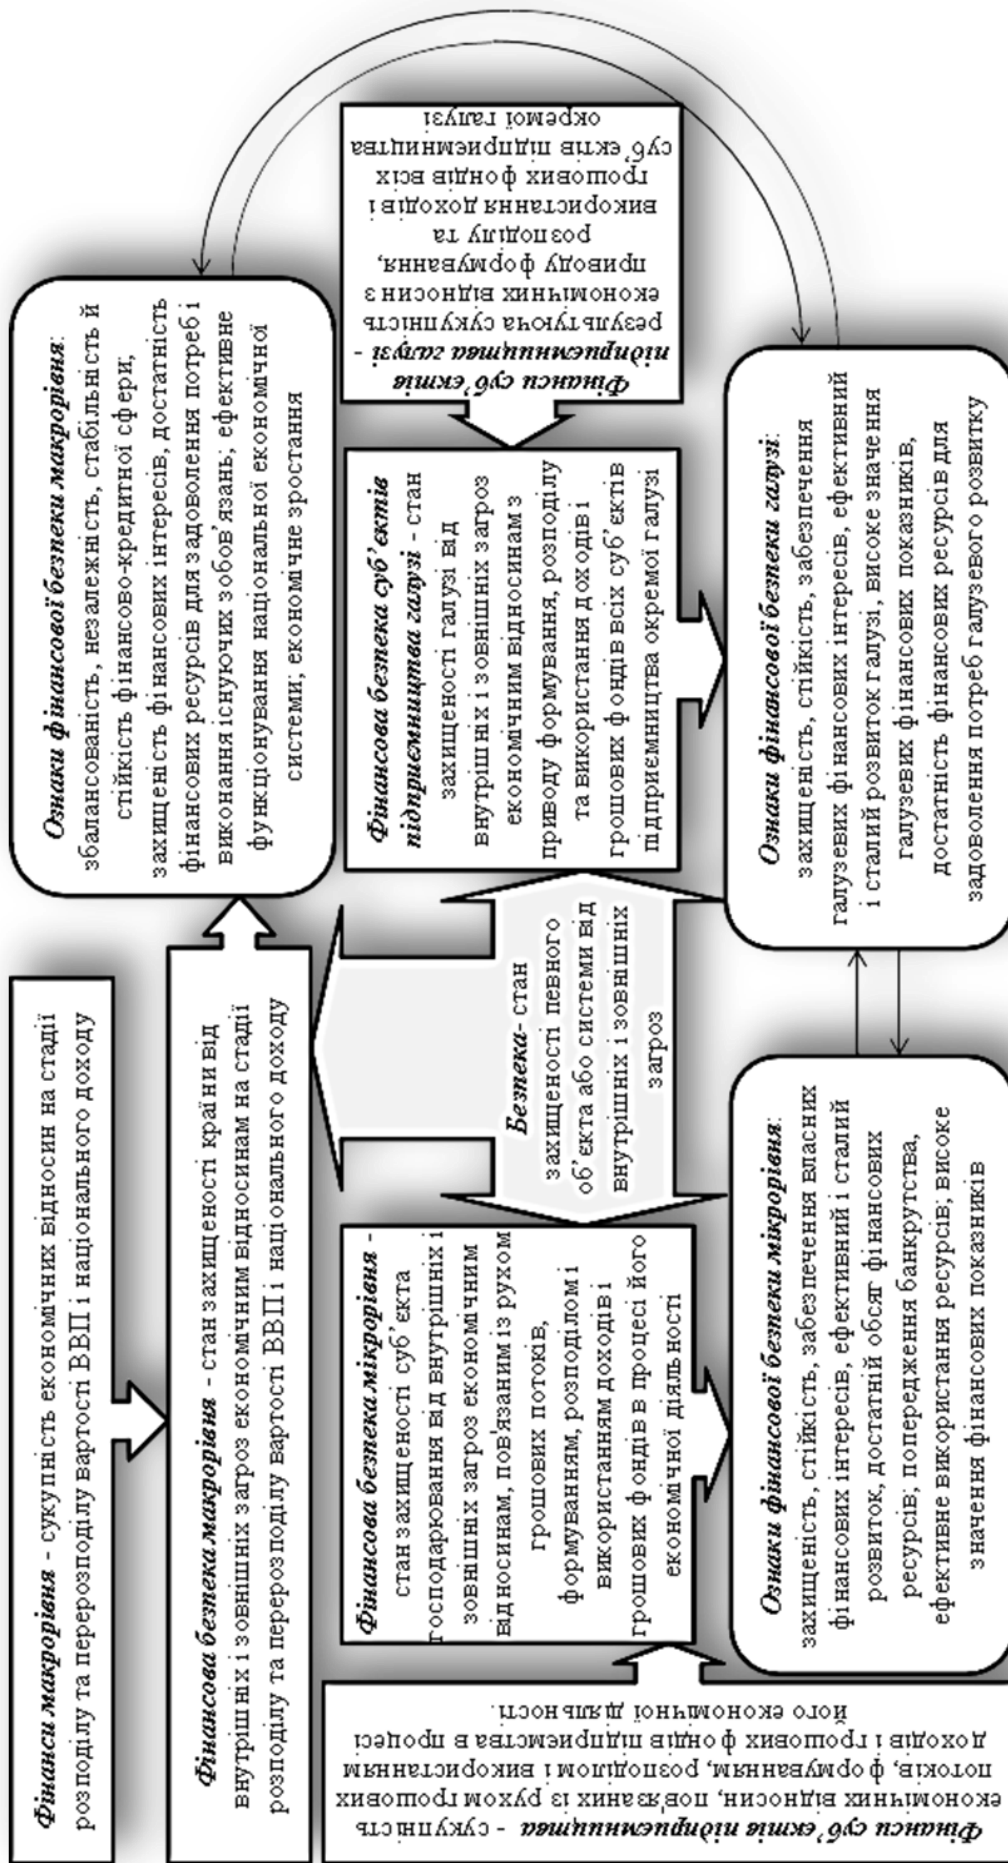 Фінанси макрорівня - сукупність економічних відносин на стадії
розподілу та перерозподілу вартості ВВП і національного доходу
Фінансова безпека макрорівня - стан захищеності країни від
внутрішніх і зовнішніх загроз економічним відносинам на стадії
розподілу та перерозподілу вартості ВВП і національного доходу
Ознаки фінансової безпеки макрорівня:
збалансованість, незалежність, стабільність й
стійкість фінансово-кредитної сфери;
захищеність фінансових інтересів, достатність
фінансових ресурсів для задоволення потреб і
виконання існуючих зобов'язань; ефективне
функціонування національної економічної
системи; економічне зростання
Фінанси суб'єктів підприємництва - сукупність
економічних відносин, пов'язаних із рухом грошових
потоків, формуванням, розподілом і використанням
доходів і грошових фондів підприємства в процесі
його економічної діяльності.
Фінансова безпека мікрорівня -
стан захищеності суб'єкта
господарювання від внутрішніх і
зовнішніх загроз економічним
відносинам, пов'язаним із рухом
грошових потоків,
формуванням, розподілом і
використанням доходів і
грошових фондів в процесі його
економічної діяльності
Безпека- стан
захищеності певного
об'єкта або системи від
внутрішніх і зовнішніх
загроз
Фінансова безпека суб'єктів
підприємництва галузі - стан
захищеності галузі від
внутрішніх і зовнішніх загроз
економічним відносинам з
приводу формування, розподілу
та використання доходів і
грошових фондів всіх суб'єктів
підприємництва окремої галузі
Фінанси суб'єктів
підприємництва галузі -
результуюча сукупність
економічних відносин з
приводу формування,
розподілу та
використання доходів і
грошових фондів всіх
суб'єктів підприємництва
окремої галузі
Ознаки фінансової безпеки мікрорівня:
захищеність, стійкість, забезпечення власних
фінансових інтересів, ефективний і сталий
розвиток, достатній обсяг фінансових
ресурсів; попередження банкрутства,
ефективне використання ресурсів; високе
значення фінансових показників
Ознаки фінансової безпеки галузі:
захищеність, стійкість, забезпечення
галузевих фінансових інтересів, ефективний
і сталий розвиток галузі, високе значення
галузевих фінансових показників,
достатність фінансових ресурсів для
задоволення потреб галузевого розвитку